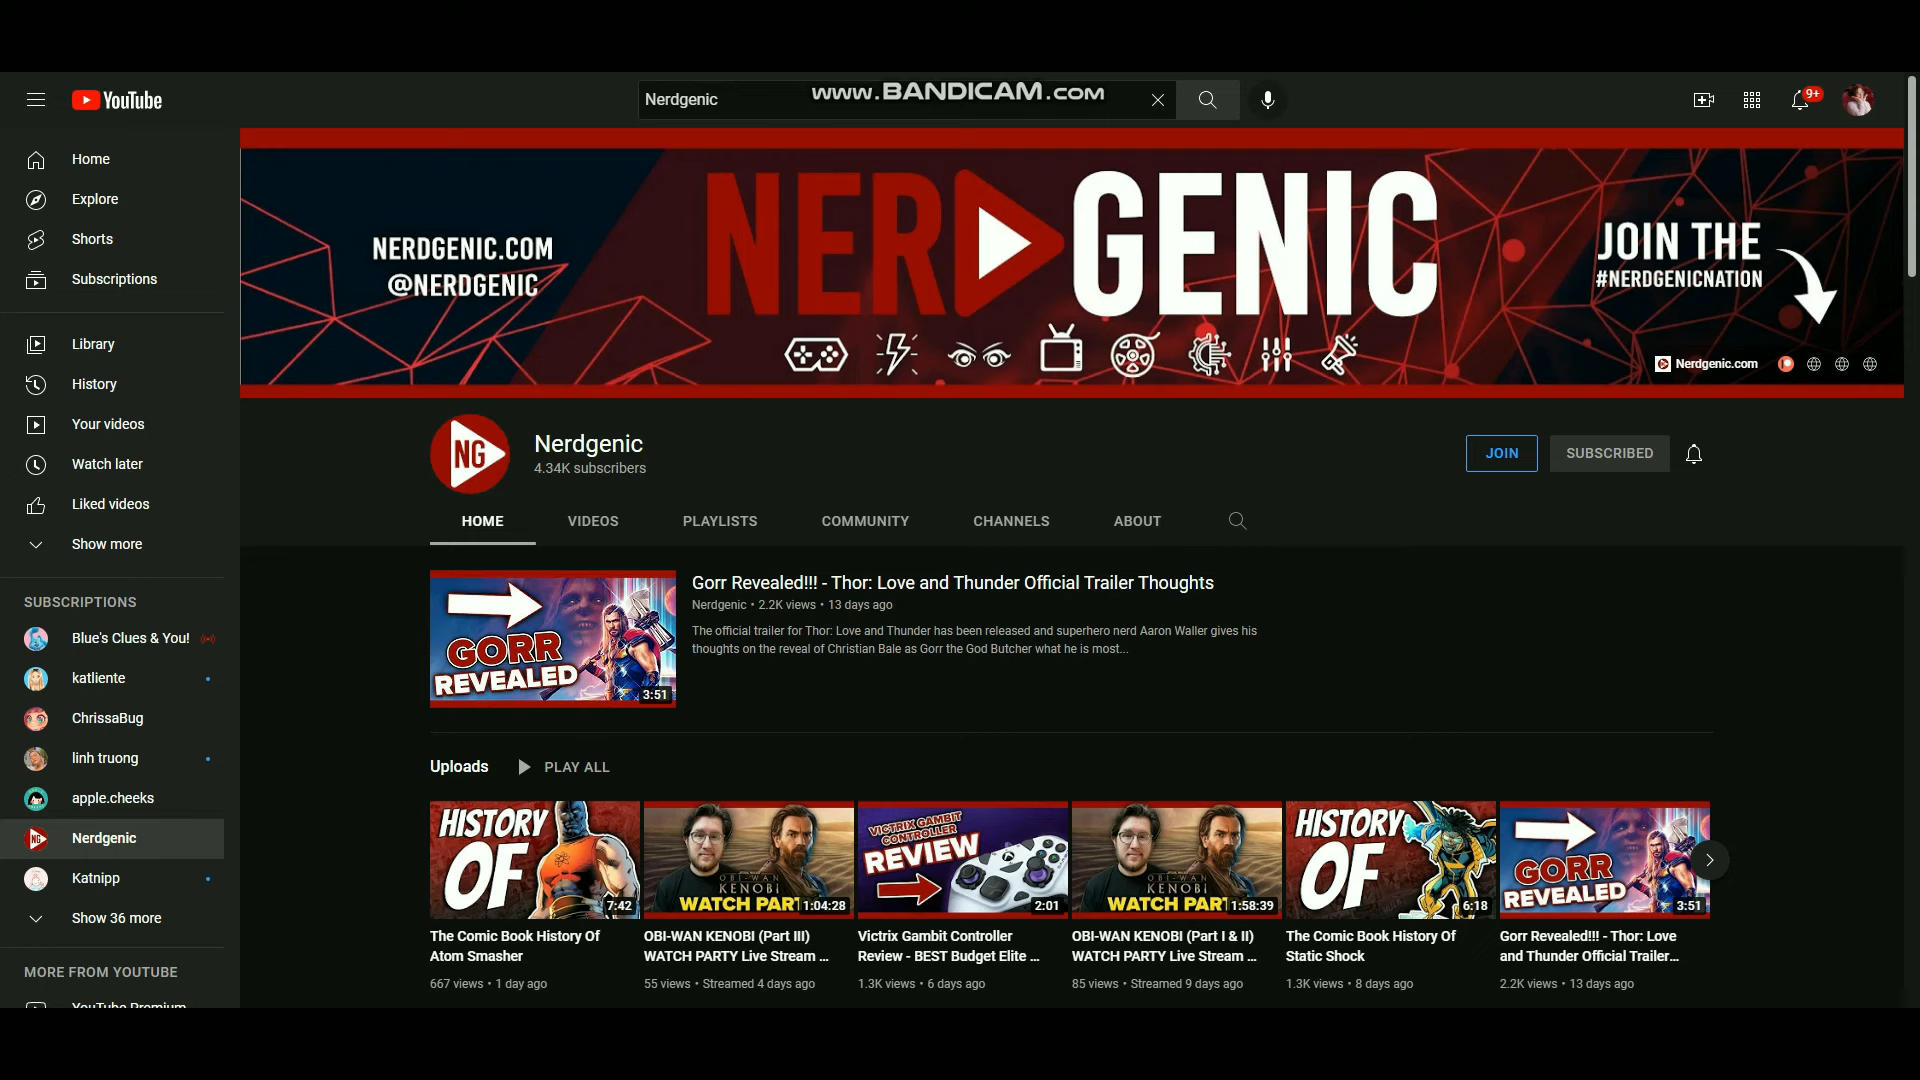 YouTube
Nerdgenic
www.BANDICAM.com
9+
Home
Explore
Shorts
Subscriptions
Library
History
Your videos
Watch later
Liked videos
Show more
SUBSCRIPTIONS
Blue's Clues & You!
katliente
ChrissaBug
linh truong
apple.cheeks
Nerdgenic
Katnipp
Show 36 more
MORE FROM YOUTUBE
YouTube Premium
NERDGENIC.COM
@NERDGENIC
NERDGENIC
JOIN THE
#NERDGENICNATION
Nerdgenic.com
NG
Nerdgenic
4.34K subscribers
JOIN
SUBSCRIBED
HOME
VIDEOS
PLAYLISTS
COMMUNITY
CHANNELS
ABOUT
GORR
REVEALED
3:51
Gorr Revealed!!! - Thor: Love and Thunder Official Trailer Thoughts
Nerdgenic • 2.2K views • 13 days ago
The official trailer for Thor: Love and Thunder has been released and superhero nerd Aaron Waller gives his
thoughts on the reveal of Christian Bale as Gorr the God Butcher what he is most...
Uploads
PLAY ALL
HISTORY
OF
7:42
The Comic Book History Of
Atom Smasher
667 views • 1 day ago
OBI-WAN
KENOBI
WATCH PART
1:04:28
OBI-WAN KENOBI (Part III)
WATCH PARTY Live Stream ...
55 views • Streamed 4 days ago
VICTRIX GAMBIT
CONTROLLER
REVIEW
2:01
Victrix Gambit Controller
Review - BEST Budget Elite ...
1.3K views • 6 days ago
OBI-WAN
KENOBI
WATCH PART
1:58:39
OBI-WAN KENOBI (Part I & II)
WATCH PARTY Live Stream ...
85 views • Streamed 9 days ago
HISTORY
OF
6:18
The Comic Book History Of
Static Shock
1.3K views • 8 days ago
GORR
REVEALED
3:51
Gorr Revealed!!! - Thor: Love
and Thunder Official Trailer...
2.2K views • 13 days ago